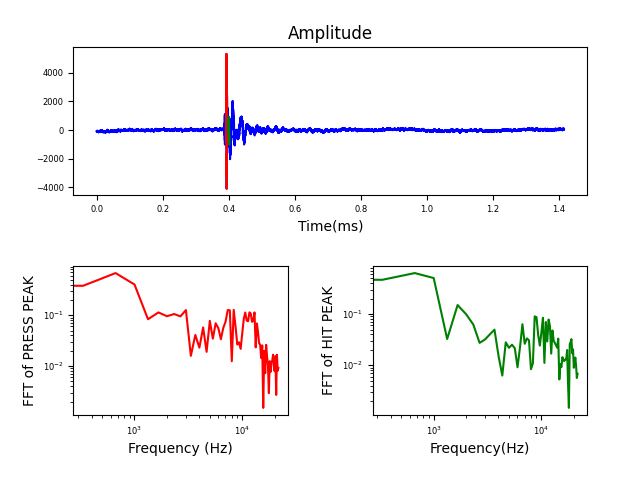 Amplitude
4000
2000
0
−2000
−4000
0.0 0.2 0.4 0.6 0.8 1.0 1.2 1.4
Time(ms)
FFT of PRESS PEAK
10⁻¹
10⁻²
10³ 10⁴
Frequency (Hz)
FFT of HIT PEAK
10⁻¹
10⁻²
10³ 10⁴
Frequency(Hz)